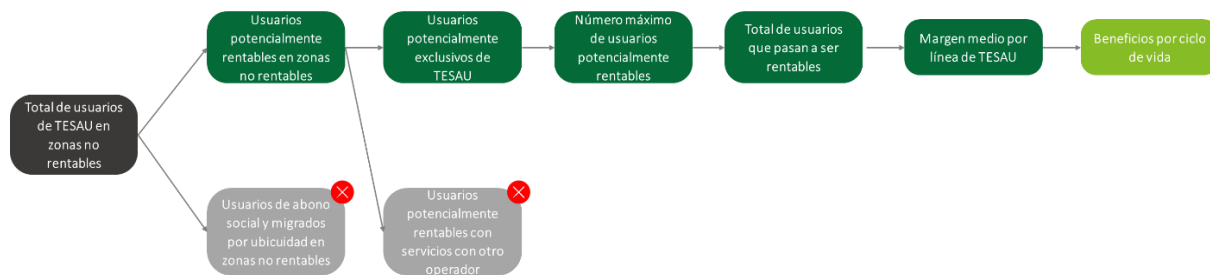 Total de usuarios
de TESAU en
zonas no
rentables
Usuarios
potencialmente
rentables en zonas
no rentables
Usuarios
potencialmente
exclusivos de
TESAU
Número máximo
de usuarios
potencialmente
rentables
Total de usuarios
que pasan a ser
rentables
Margen medio por
línea de TESAU
Beneficios por ciclo
de vida
Usuarios de abono
social y migrados
por ubicuidad en
zonas no rentables
Usuarios
potencialmente
rentables con
servicios con otro
operador